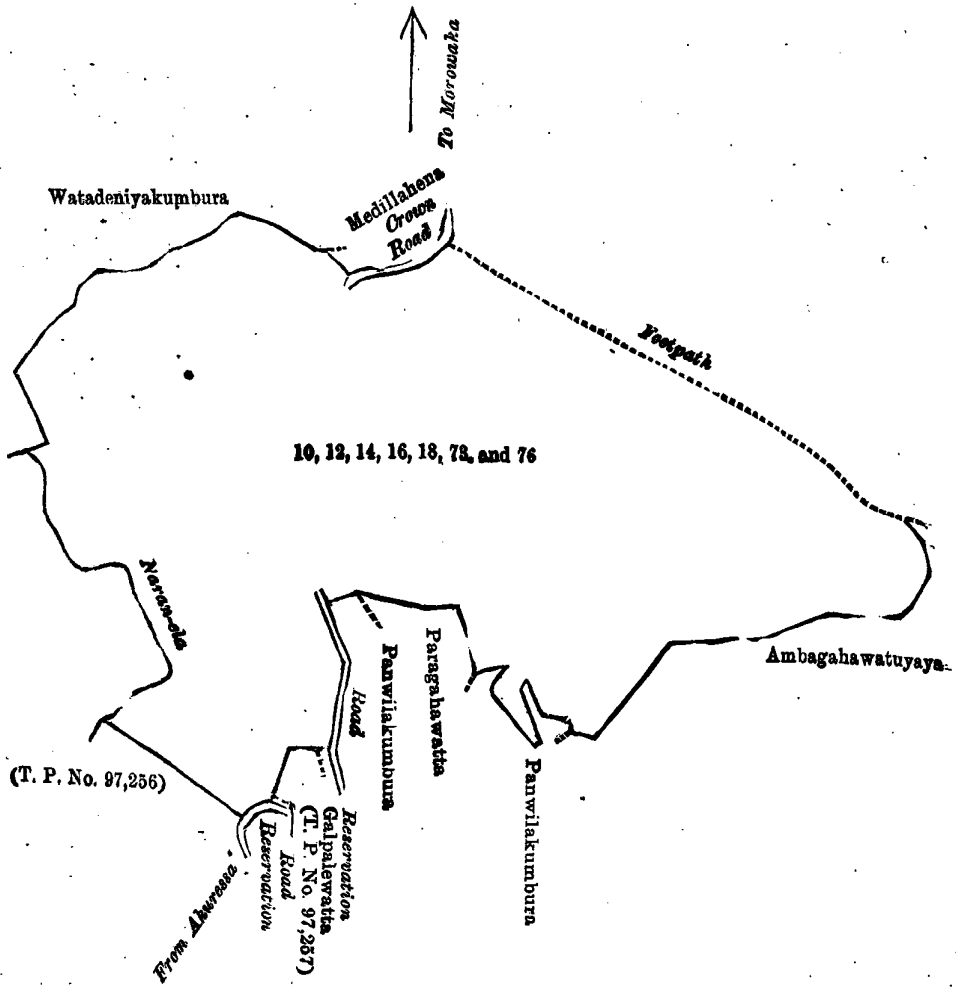 To Morowaka
Watadeniyakumbura
Medillahena
Crown
Road
Footpath
10, 12, 14, 16, 18, 73, and 76
Naran-ela
Ambagahawatuyaya
Paragahawatta
Panwilakumbura
Road
Panwilakumbura
(T. P. No. 97,256)
Reservation
Galpalewatta
(T. P. No. 97,257)
Road
Reservation
From Akuressa